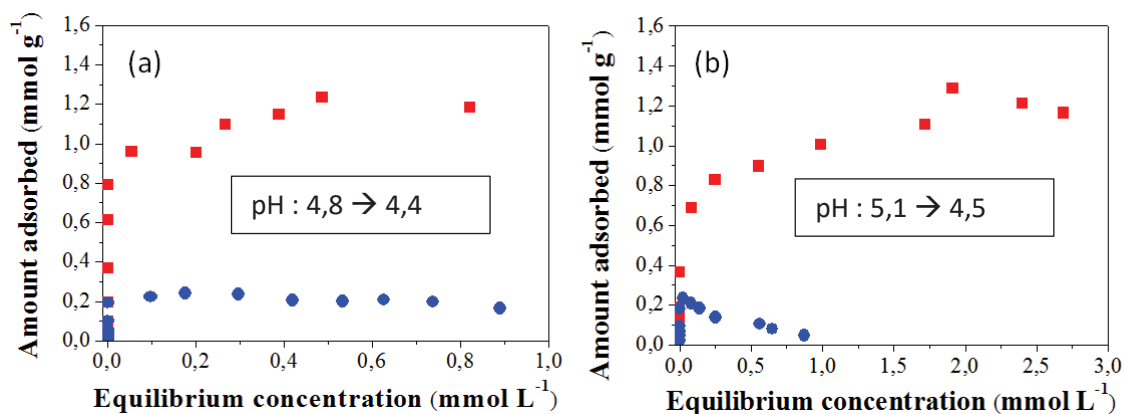 (a)
1,6
1,4
1,2
1,0
0,8
0,6
0,4
0,2
0,0
Amount adsorbed (mmol g⁻¹)
pH : 4,8 → 4,4
0,0 0,2 0,4 0,6 0,8 1,0
Equilibrium concentration (mmol L⁻¹)
(b)
1,6
1,4
1,2
1,0
0,8
0,6
0,4
0,2
0,0
Amount adsorbed (mmol g⁻¹)
pH : 5,1 → 4,5
0,0 0,5 1,0 1,5 2,0 2,5 3,0
Equilibrium concentration (mmol L⁻¹)